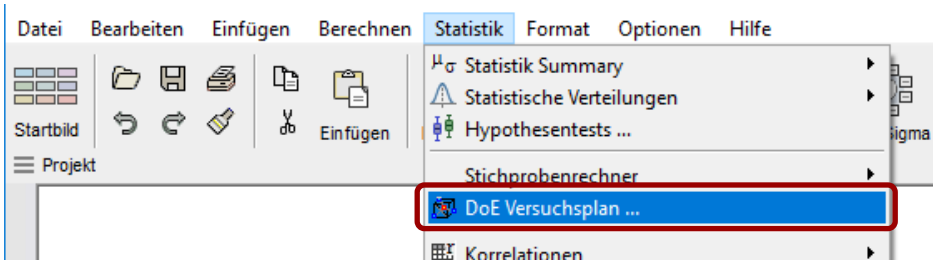 Datei Bearbeiten Einfügen Berechnen Statistik Format Optionen Hilfe
µσ Statistik Summary
Statistische Verteilungen
Hypothesentests ...
Startbild Einfügen igma
Projekt
Stichprobenrechner
DoE Versuchsplan ...
Korrelationen